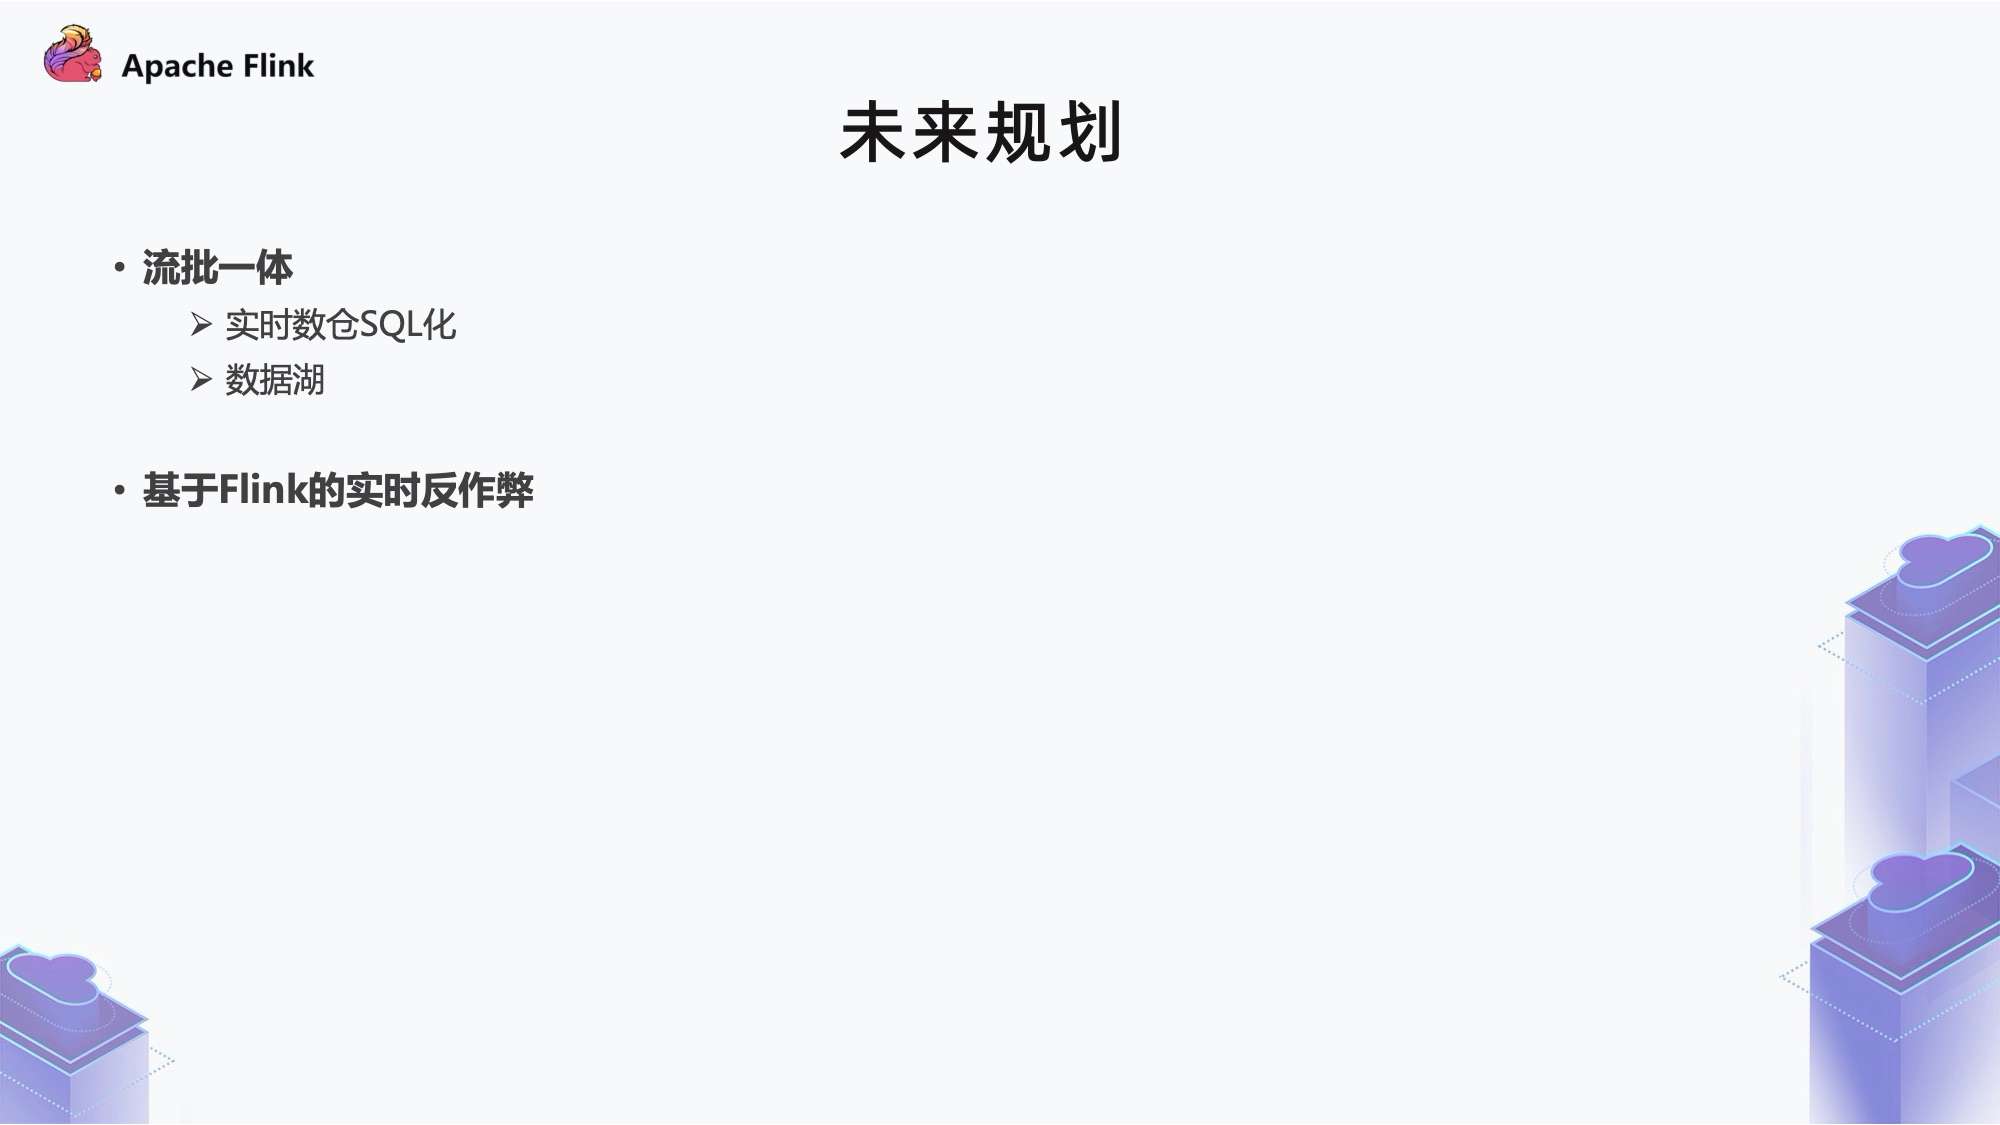 Apache Flink
未来规划
• 流批一体
➢ 实时数仓SQL化
➢ 数据湖
• 基于Flink的实时反作弊